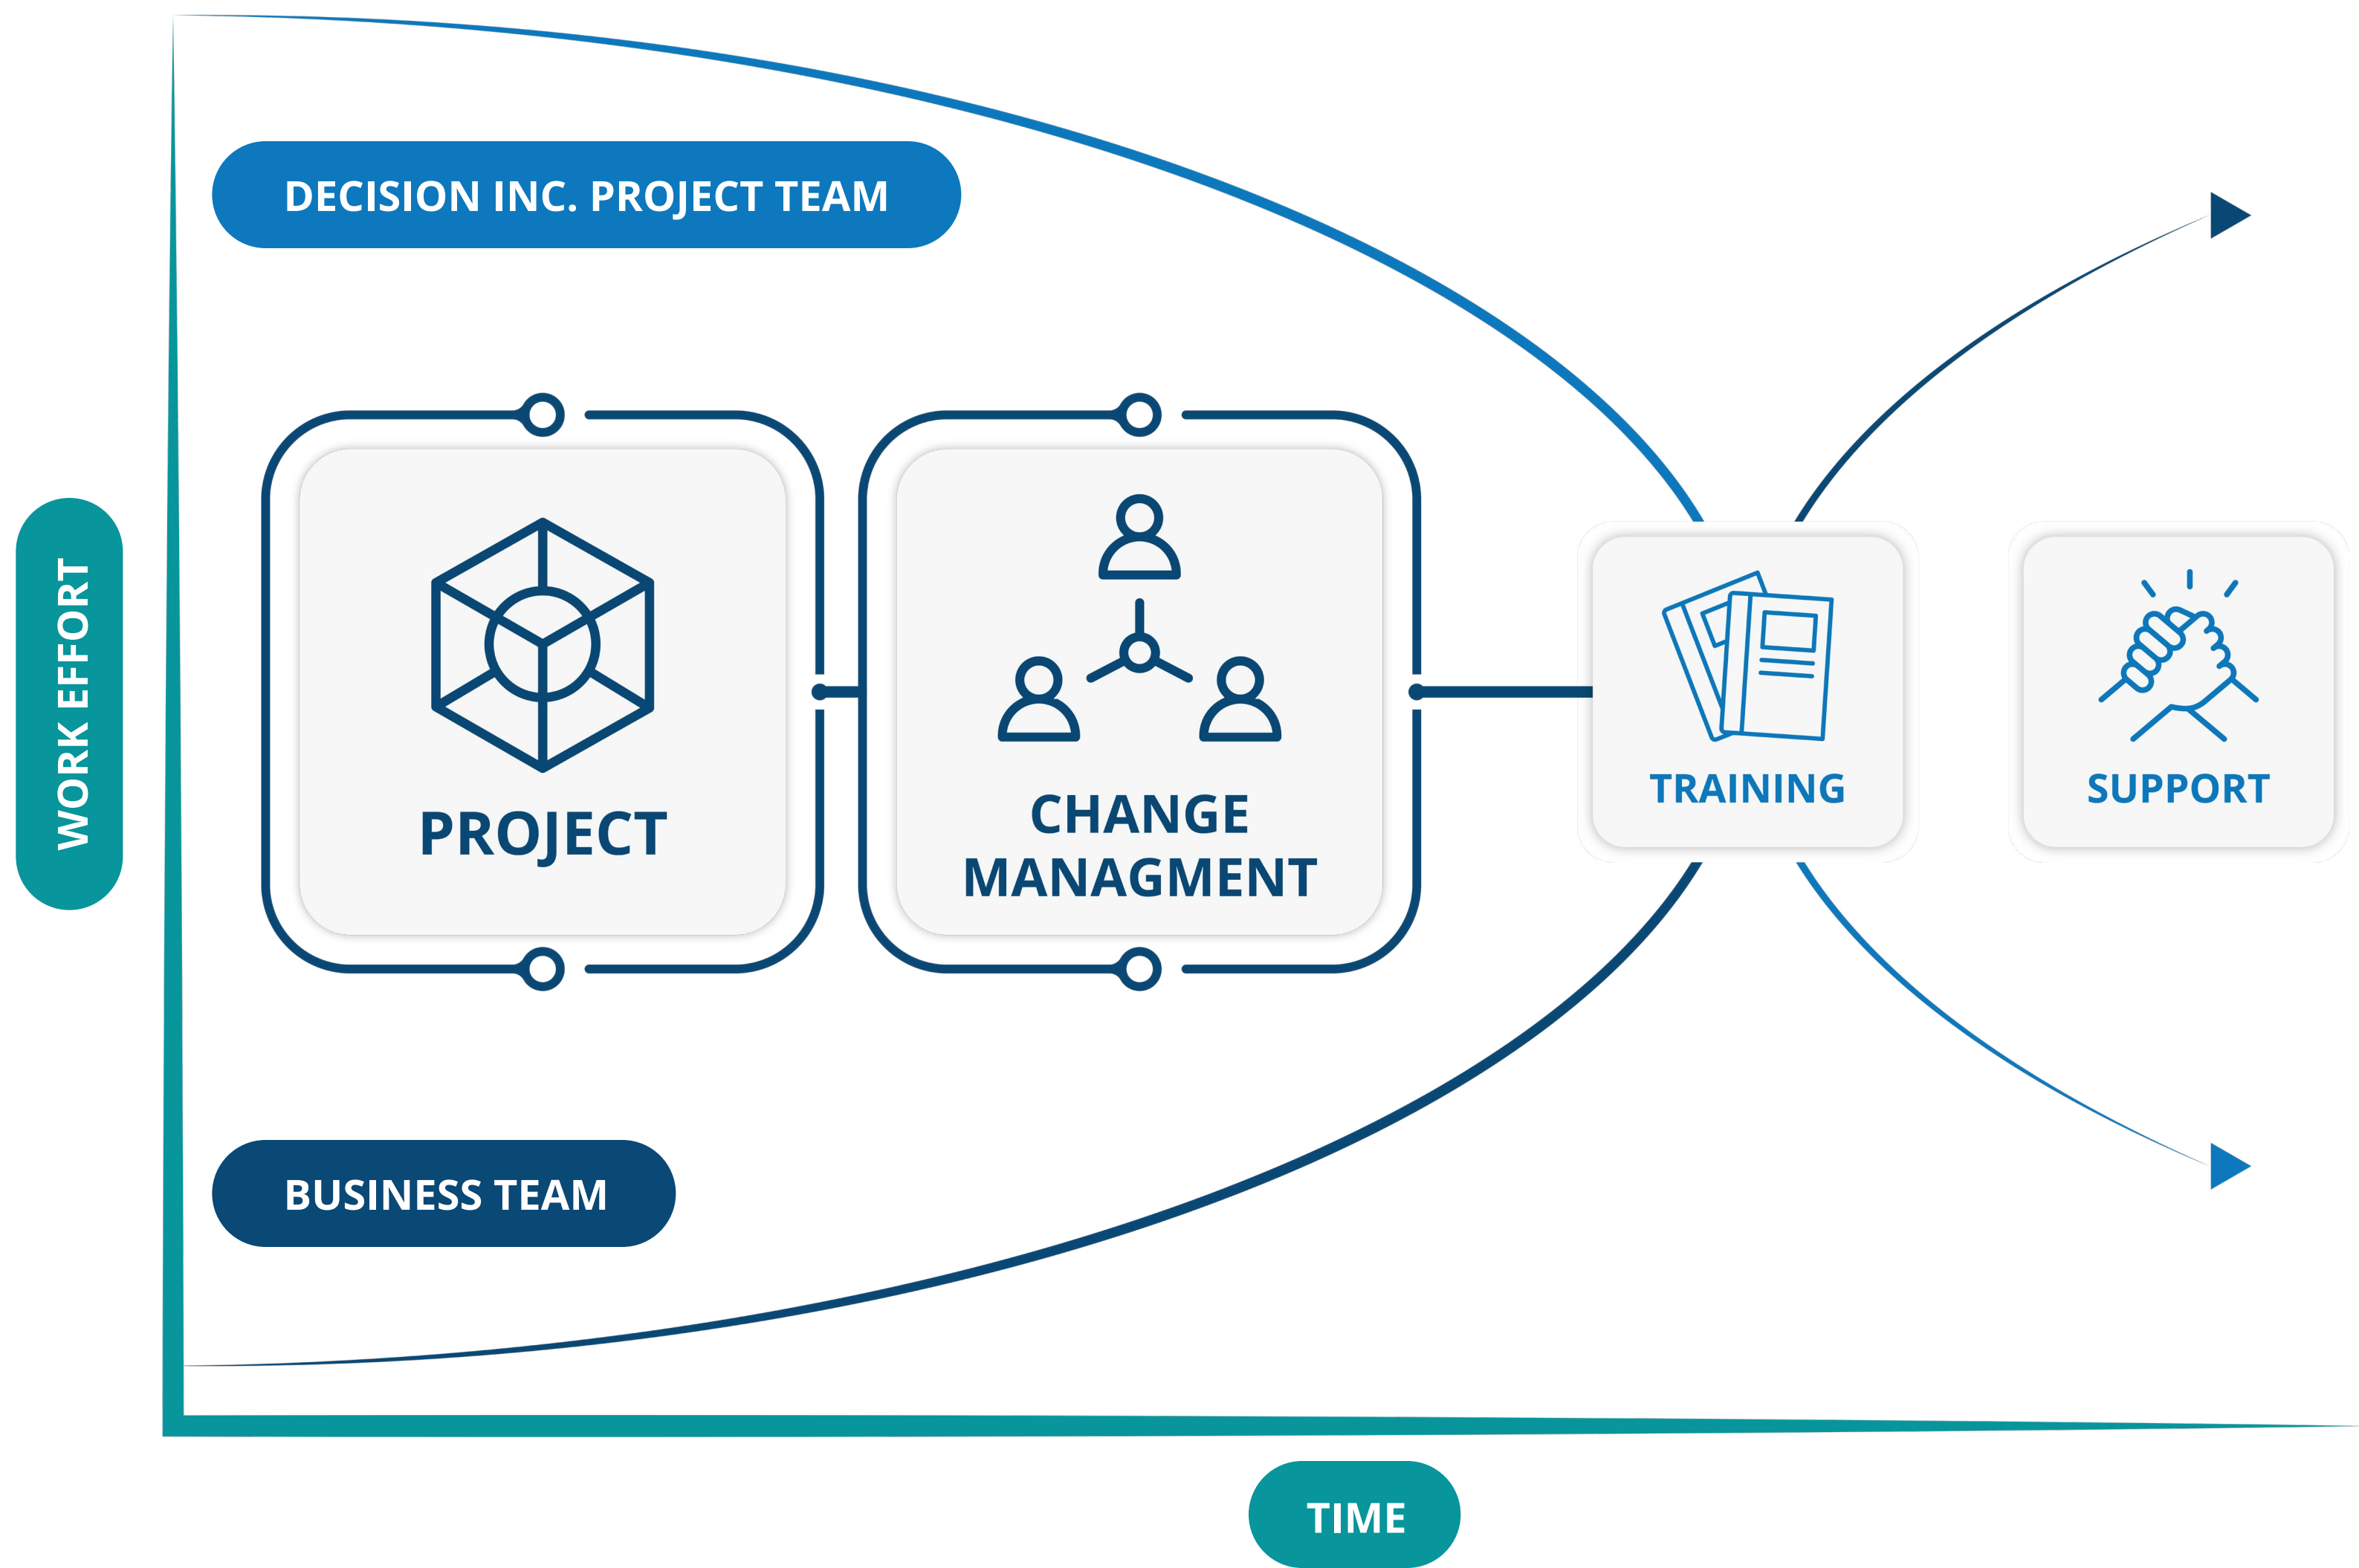 DECISION INC. PROJECT TEAM
WORK EFFORT
PROJECT
CHANGE
MANAGMENT
TRAINING
SUPPORT
BUSINESS TEAM
TIME